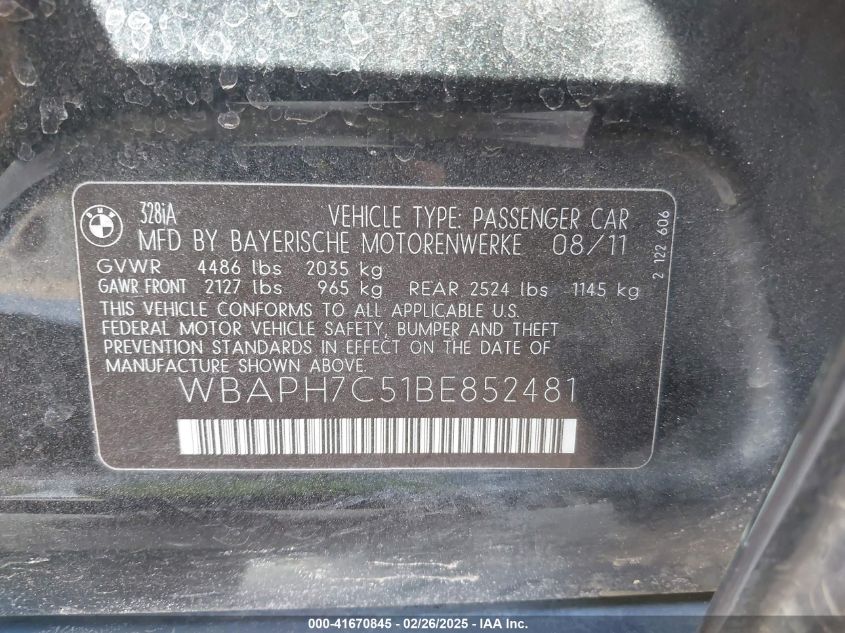 BMW
328iA VEHICLE TYPE: PASSENGER CAR
MFD BY BAYERISCHE MOTORENWERKE 08/11
GVWR 4486 lbs 2035 kg
GAWR FRONT 2127 lbs 965 kg REAR 2524 lbs 1145 kg
THIS VEHICLE CONFORMS TO ALL APPLICABLE U.S.
FEDERAL MOTOR VEHICLE SAFETY, BUMPER AND THEFT
PREVENTION STANDARDS IN EFFECT ON THE DATE OF
MANUFACTURE SHOWN ABOVE.
WBAPH7C51BE852481
2 122 606
000-41670845 - 02/26/2025 - IAA Inc.